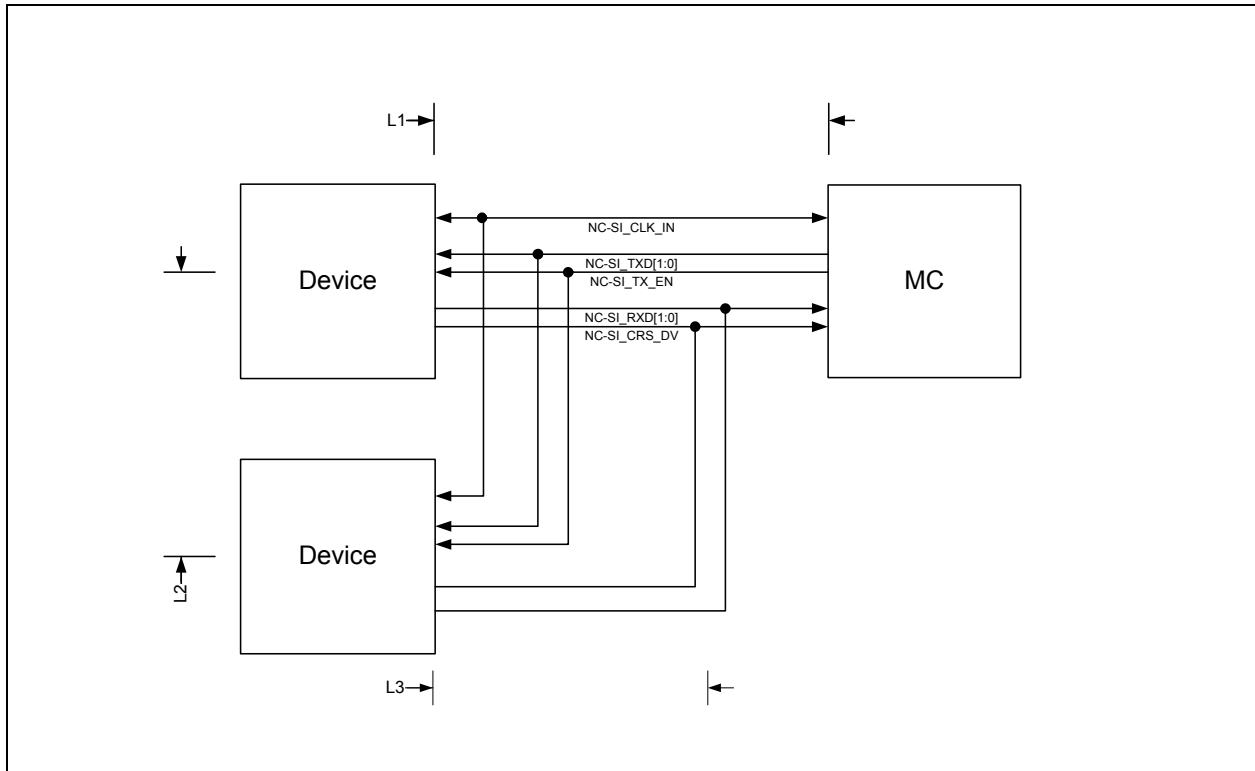 L1
NC-SI_CLK_IN
Device
NC-SI_TXD[1:0]
NC-SI_TX_EN
MC
NC-SI_RXD[1:0]
NC-SI_CRS_DV
Device
L2
L3